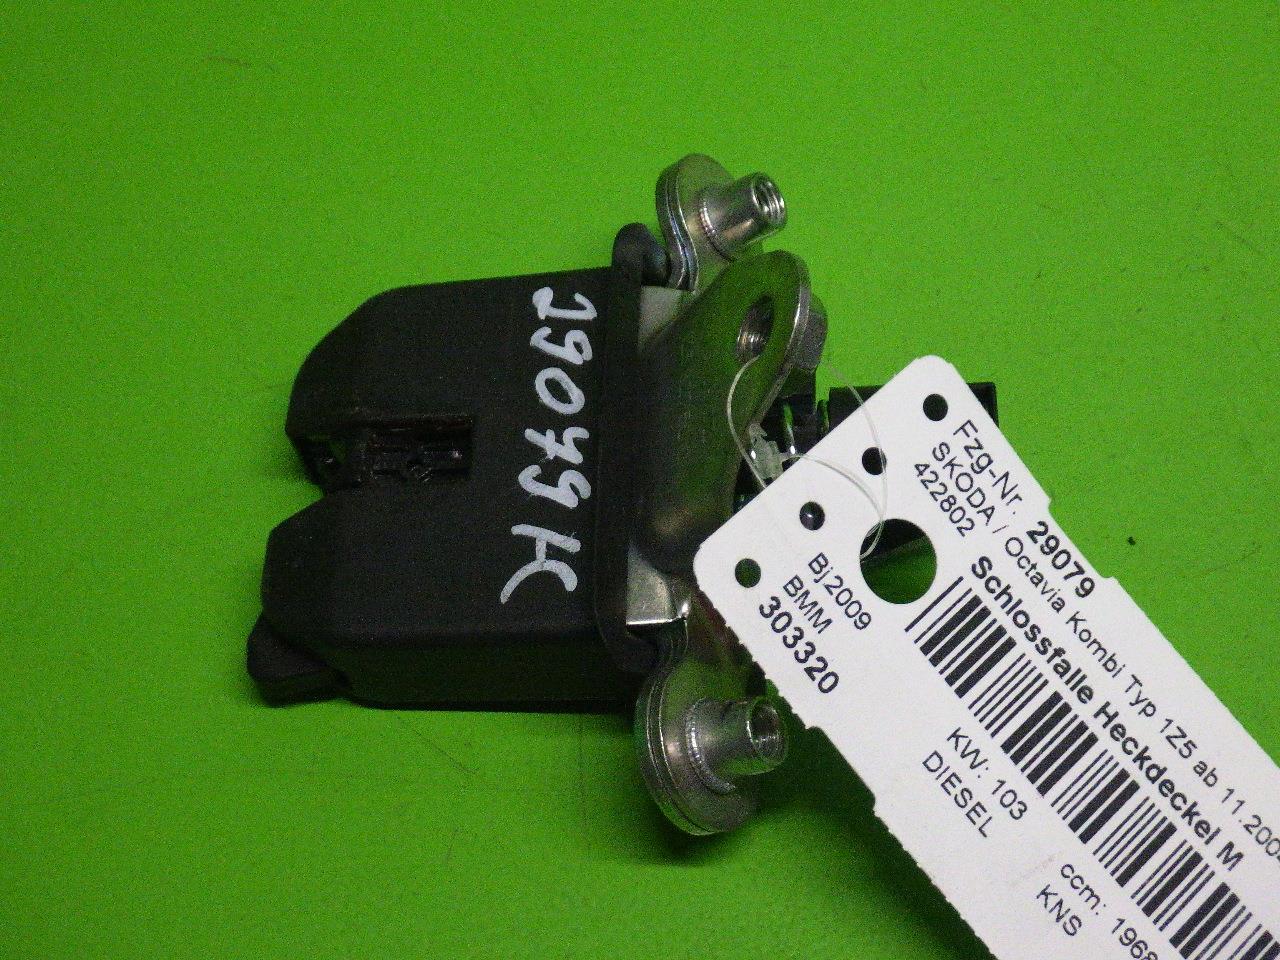 29079K
Fzg-Nr. 29079
SKODA / Octavia Kombi Typ 1Z5 ab 11.200
422802
Schlossfalle Heckdeckel M
Bj2009
BMM
303320
KW: 103
DIESEL
ccm: 1968
KNS